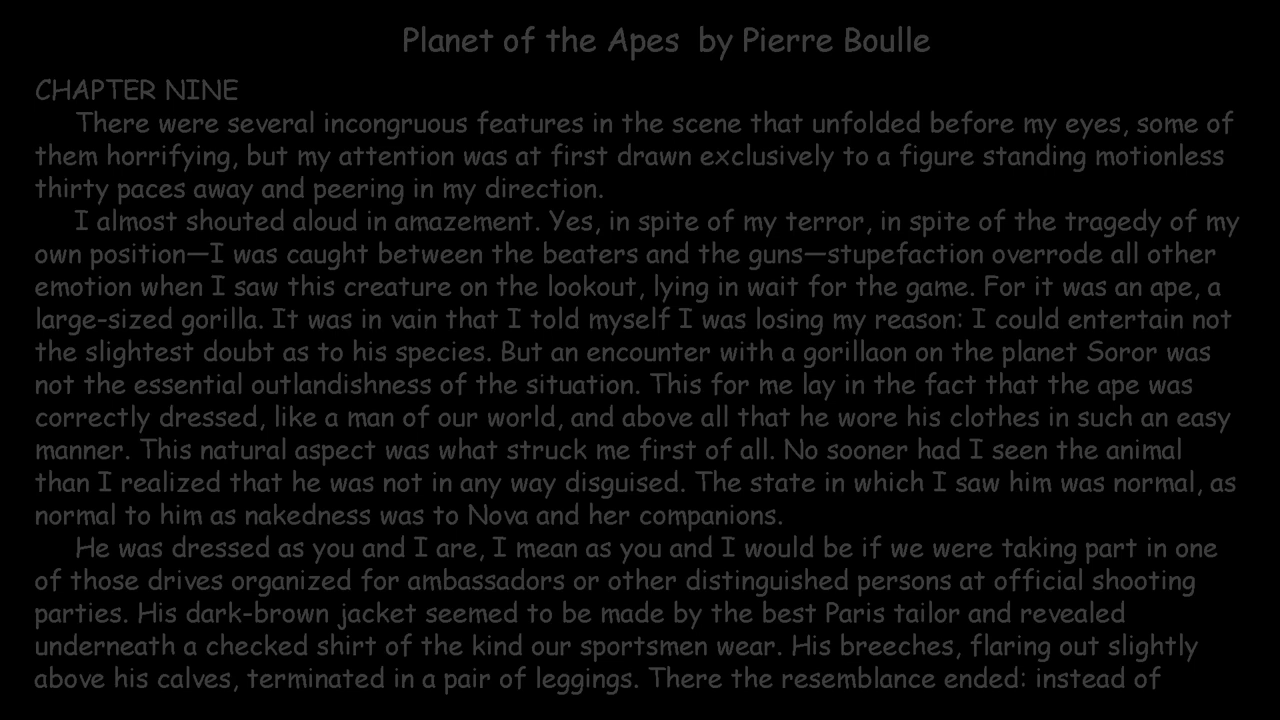 Planet of the Apes by Pierre Boulle
CHAPTER NINE
There were several incongruous features in the scene that unfolded before my eyes, some of
them horrifying, but my attention was at first drawn exclusively to a figure standing motionless
thirty paces away and peering in my direction.
I almost shouted aloud in amazement. Yes, in spite of my terror, in spite of the tragedy of my
own position—I was caught between the beaters and the guns—stupefaction overrode all other
emotion when I saw this creature on the lookout, lying in wait for the game. For it was an ape, a
large-sized gorilla. It was in vain that I told myself I was losing my reason: I could entertain not
the slightest doubt as to his species. But an encounter with a gorillaon on the planet Soror was
not the essential outlandishness of the situation. This for me lay in the fact that the ape was
correctly dressed, like a man of our world, and above all that he wore his clothes in such an easy
manner. This natural aspect was what struck me first of all. No sooner had I seen the animal
than I realized that he was not in any way disguised. The state in which I saw him was normal, as
normal to him as nakedness was to Nova and her companions.
He was dressed as you and I are, I mean as you and I would be if we were taking part in one
of those drives organized for ambassadors or other distinguished persons at official shooting
parties. His dark-brown jacket seemed to be made by the best Paris tailor and revealed
underneath a checked shirt of the kind our sportsmen wear. His breeches, flaring out slightly
above his calves, terminated in a pair of leggings. There the resemblance ended: instead of